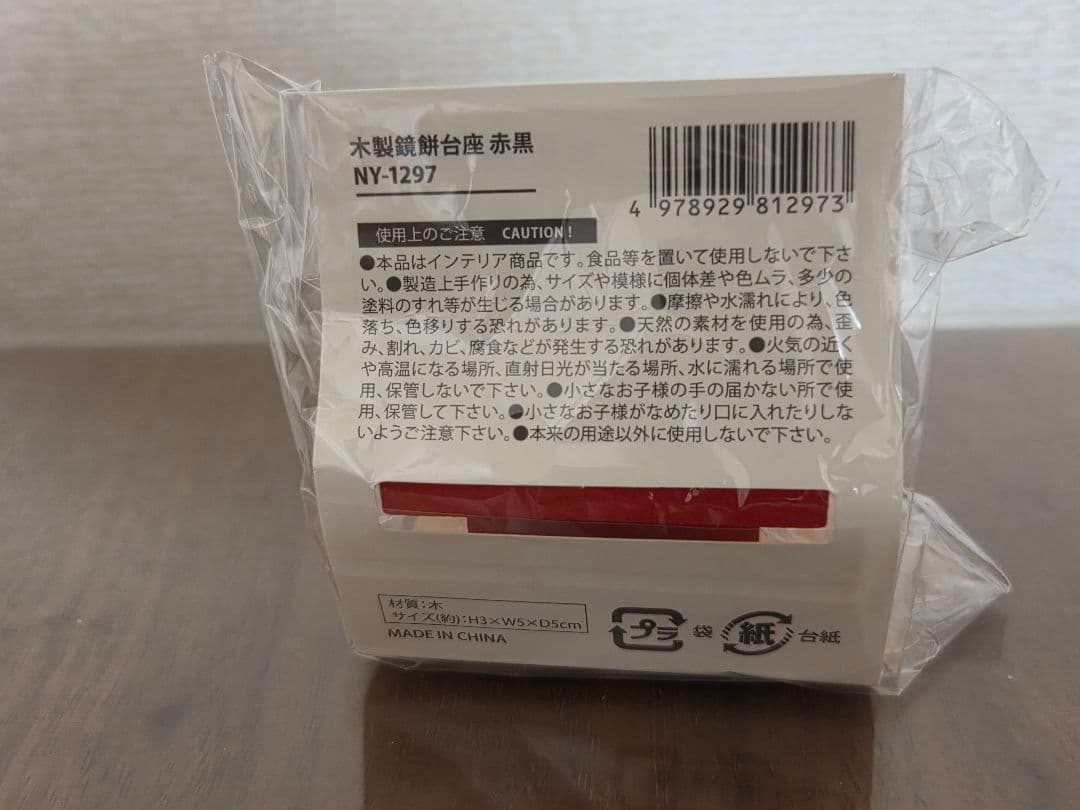 木製鏡餅台座 赤黒
NY-1297
4 978929 812973
使用上のご注意 CAUTION!
●本品はインテリア商品です。食品等を置いて使用しないで下さ
い。●製造上手作りの為、サイズや模様に個体差や色ムラ、多少の
塗料のすれ等が生じる場合があります。●摩擦や水濡れにより、色
落ち、色移りする恐れがあります。●天然の素材を使用の為、歪
み、割れ、カビ、腐食などが発生する恐れがあります。●火気の近く
や高温になる場所、直射日光が当たる場所、水に濡れる場所で使
用、保管しないで下さい。●小さなお子様の手の届かない所で使
用、保管して下さい。●小さなお子様がなめたり口に入れたりしな
いようご注意下さい。●本来の用途以外に使用しないで下さい。
材質:木
サイズ(約):H3×W5×D5cm
MADE IN CHINA
プラ 袋 紙 台紙